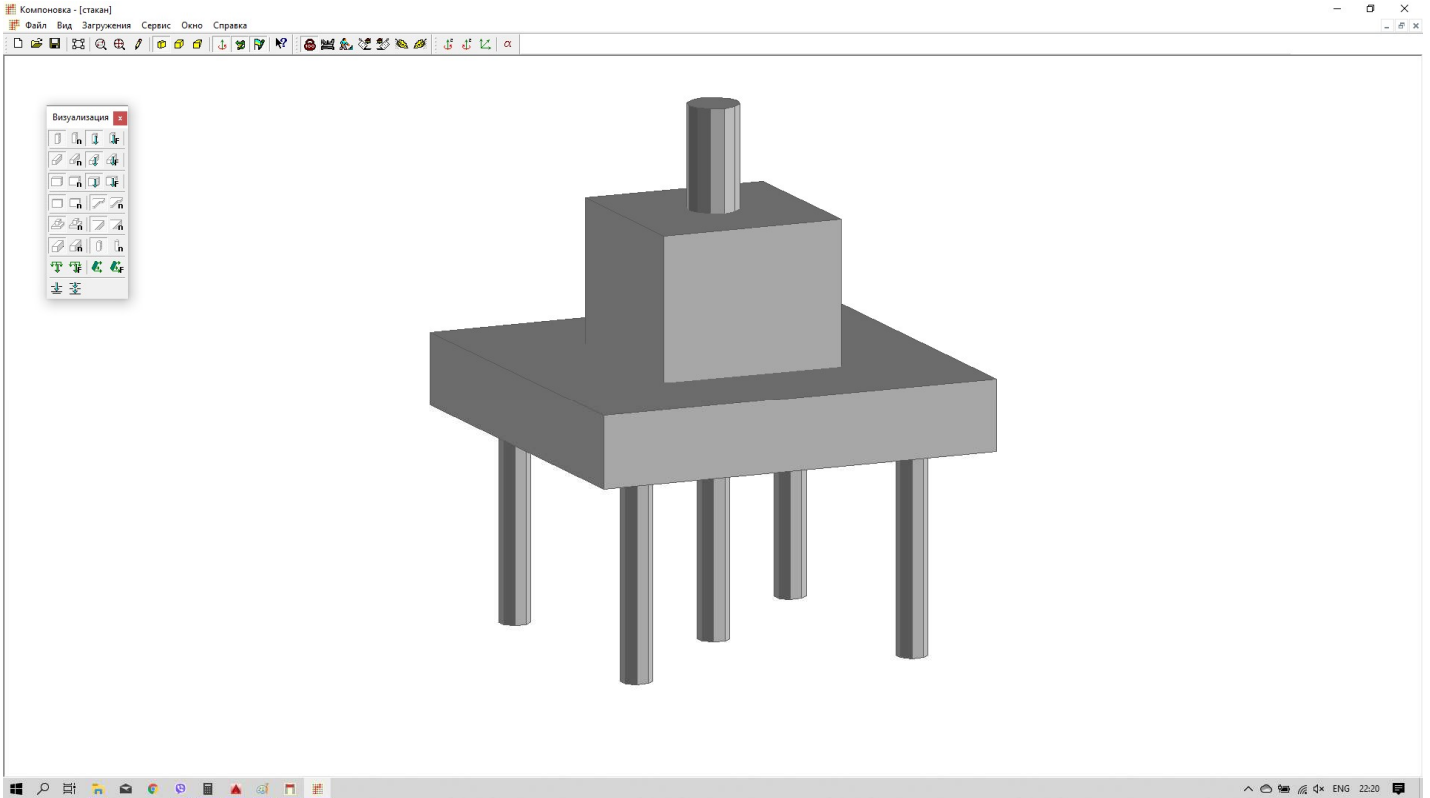 Компоновка - [стакан]
Файл Вид Загружения Сервис Окно Справка
α
Визуализация
n F
n F
n F
n n
n n
n n
F F
ENG 22:20